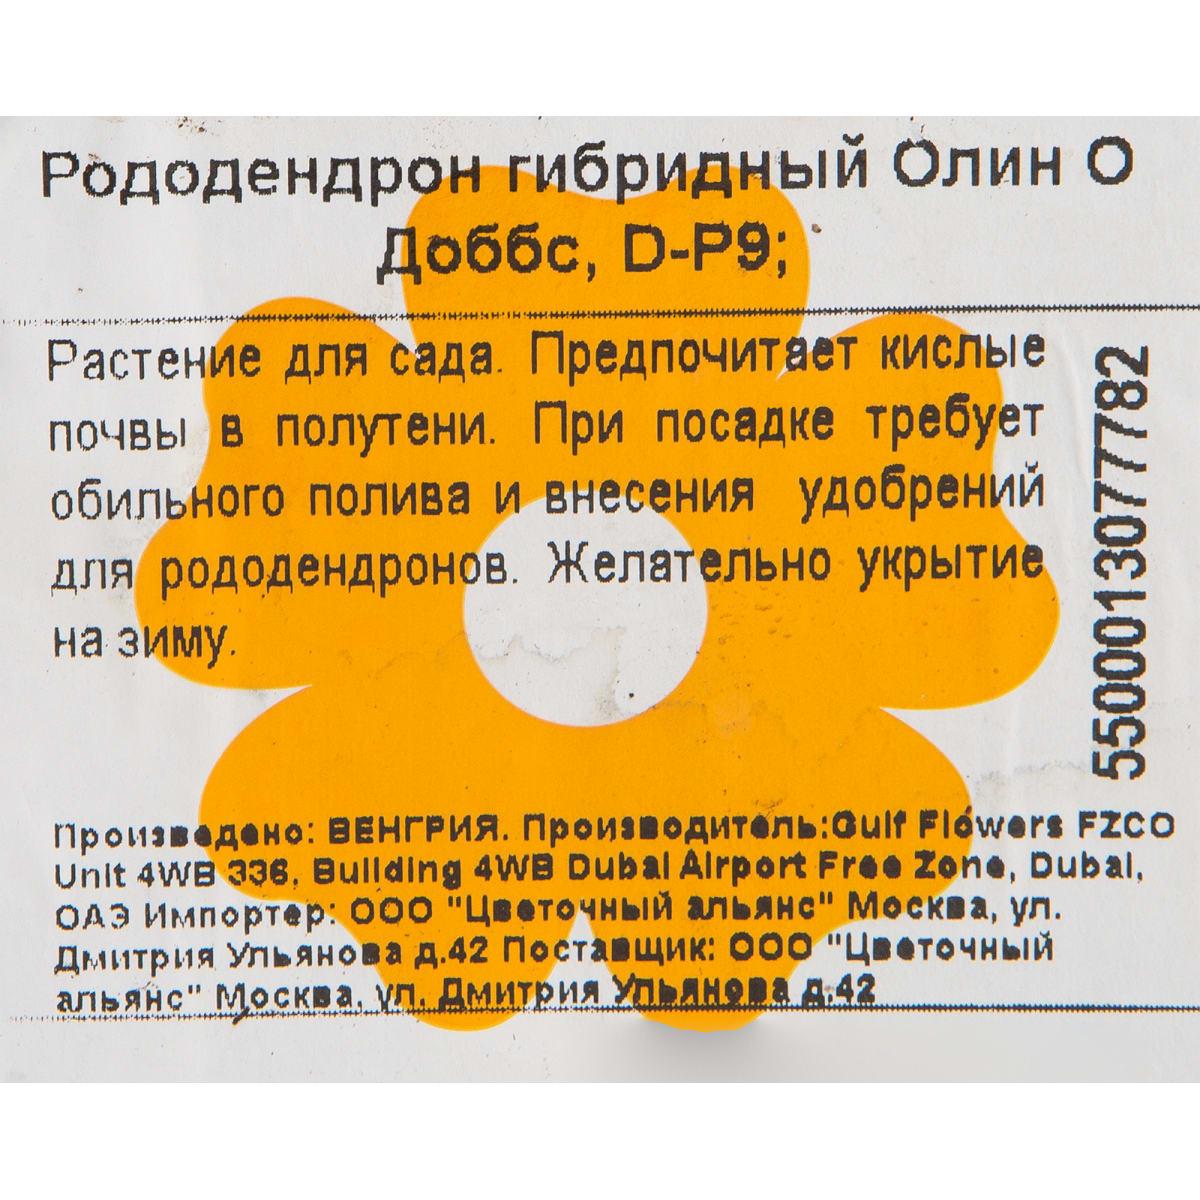 Рододендрон гибридный Олин О
Доббс, D-P9;
Растение для сада. Предпочитает кислые
почвы в полутени. При посадке требует
обильного полива и внесения удобрений
для рододендронов. Желательно укрытие
на зиму.
5500013077782
Произведено: ВЕНГРИЯ. Производитель:Gulf Flowers FZCO
Unit 4WB 336, Building 4WB Dubai Airport Free Zone, Dubai,
ОАЭ Импортер: ООО "Цветочный альянс" Москва, ул.
Дмитрия Ульянова д.42 Поставщик: ООО "Цветочный
альянс" Москва, ул. Дмитрия Ульянова д.42